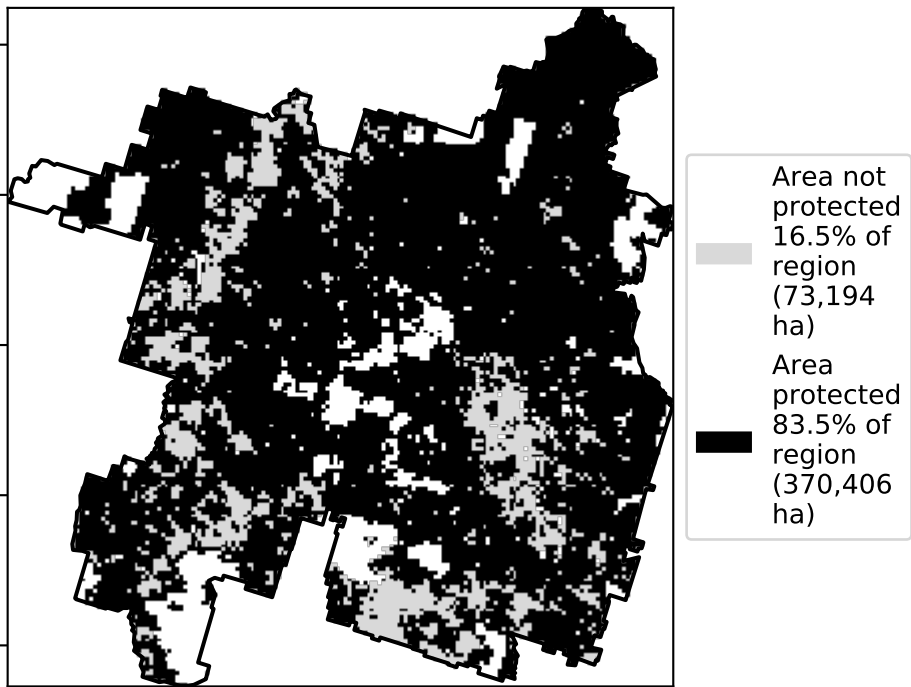 Area not
protected
16.5% of
region
(73,194
ha)
Area
protected
83.5% of
region
(370,406
ha)